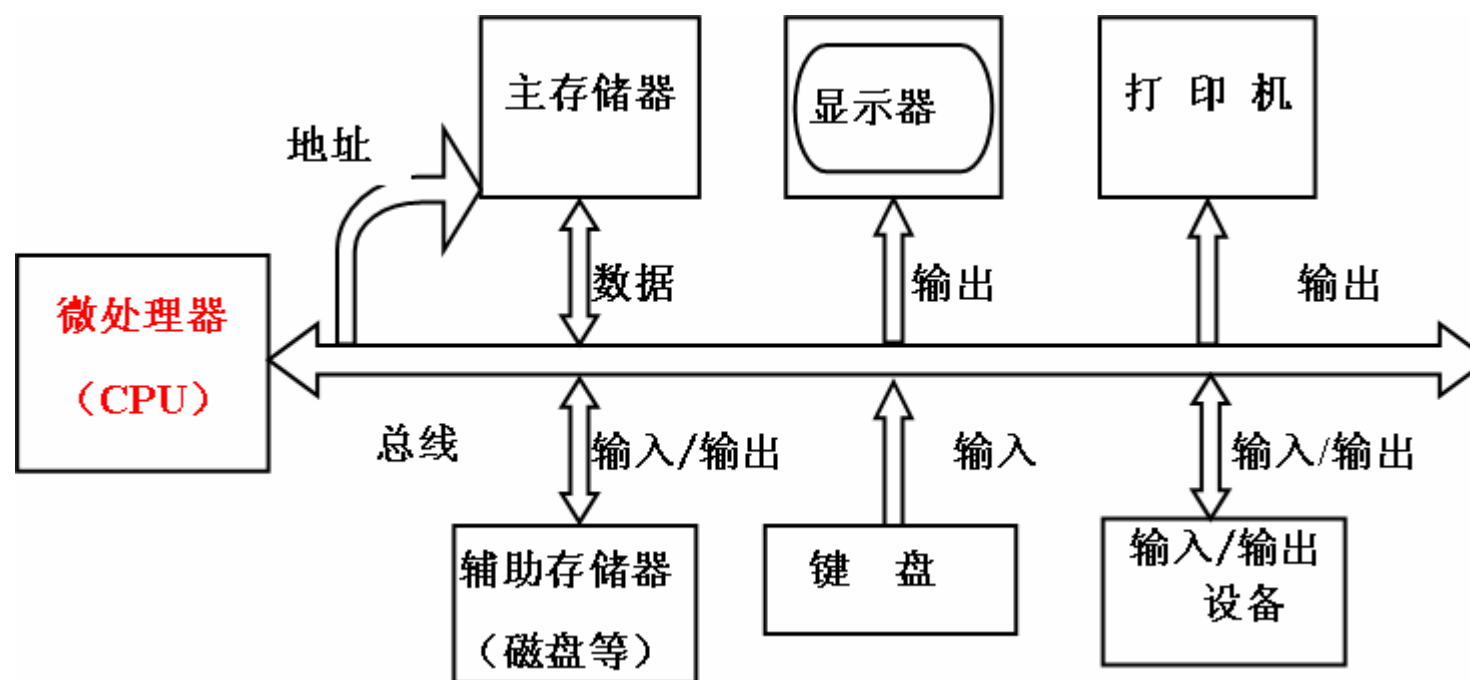 主存储器
显示器
打 印 机
地址
数据
输出
输出
微处理器
（CPU）
总线
输入/输出
输入
输入/输出
辅助存储器
（磁盘等）
键 盘
输入/输出
设备